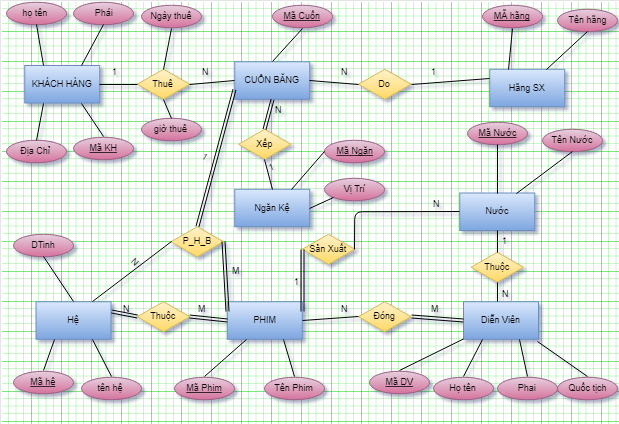 họ tên
Phái
Ngày thuê
Mã Cuốn
MÃ hãng
Tên hãng
KHÁCH HÀNG
1
Thuê
N
CUỐN BĂNG
N
Do
1
Hãng SX
giờ thuê
N
Địa Chỉ
Mã KH
Xếp
Mã Ngăn
Mã Nước
Tên Nước
1
Ngăn Kệ
Vị Trí
N
Nước
DTinh
P_H_B
Sản Xuất
1
N
M
Thuộc
1
N
Hệ
N
Thuộc
M
PHIM
N
Đóng
M
Diễn Viên
Mã hê
tên hệ
Mã Phim
Tên Phim
Mã DV
Họ tên
Phai
Quốc tịch